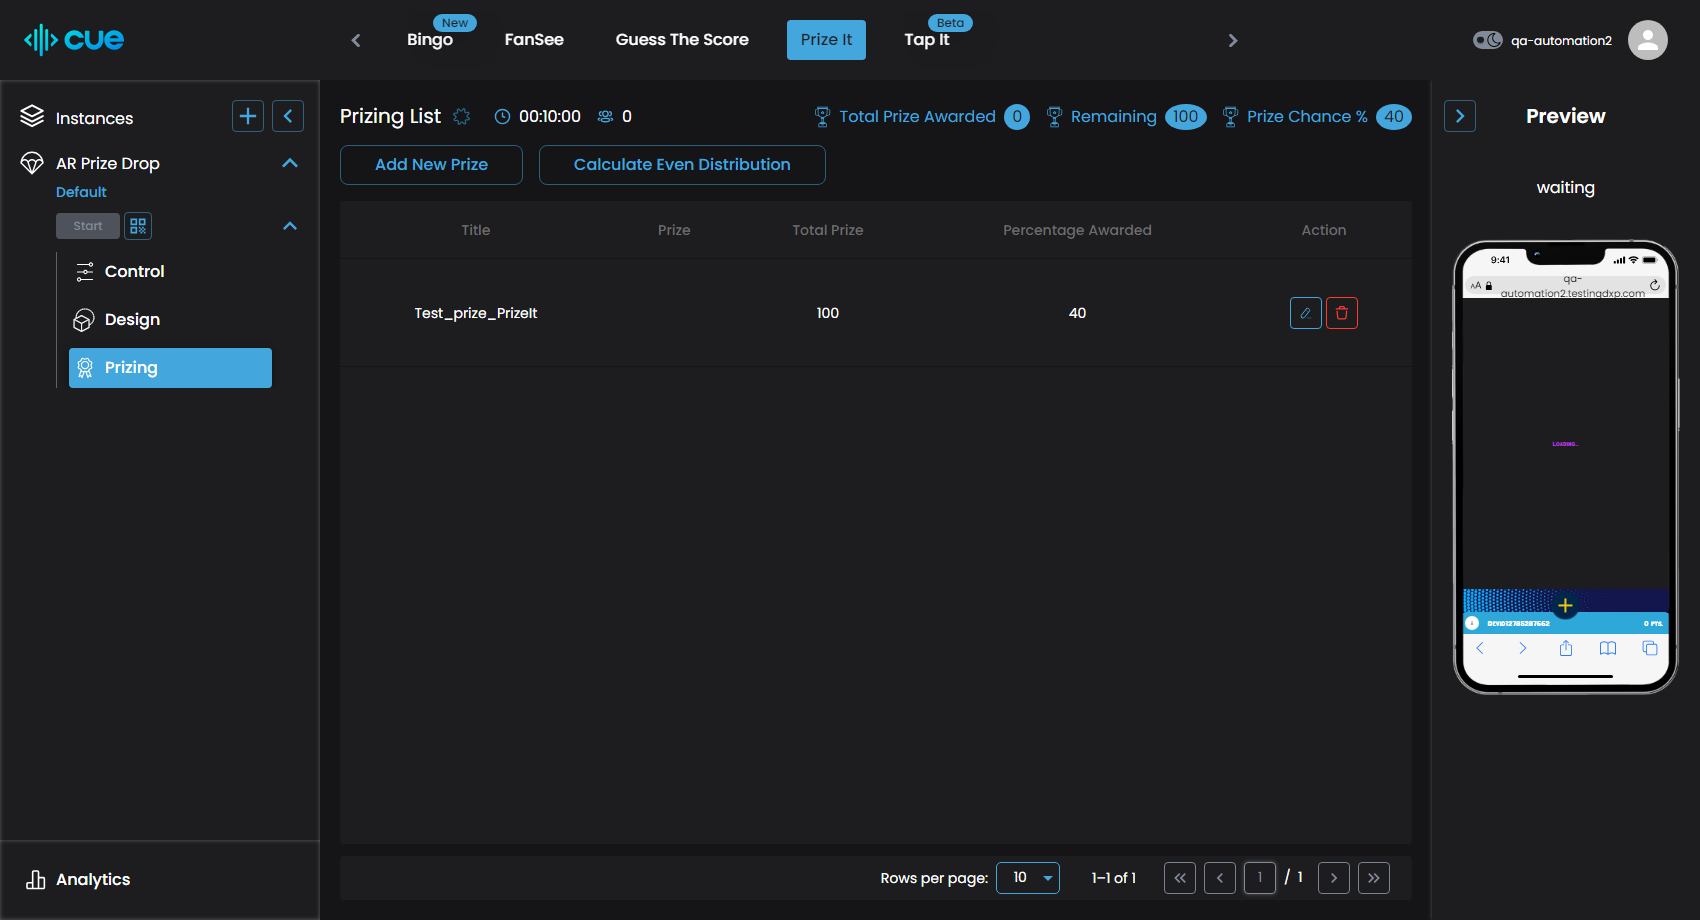 cue
New
Bingo
FanSee
Guess The Score
Prize It
Beta
Tap It
qa-automation2
Instances
AR Prize Drop
Default
Start
Control
Design
Prizing
Analytics
Prizing List
00:10:00
0
Total Prize Awarded 0
Remaining 100
Prize Chance % 40
Add New Prize
Calculate Even Distribution
Title Prize Total Prize Percentage Awarded Action
Test_prize_PrizeIt 100 40
Rows per page: 10 1–1 of 1 1 / 1
Preview
waiting
9:41
AA
qa-
automation2.testingdxp.com
LOADING...
0 PTS.